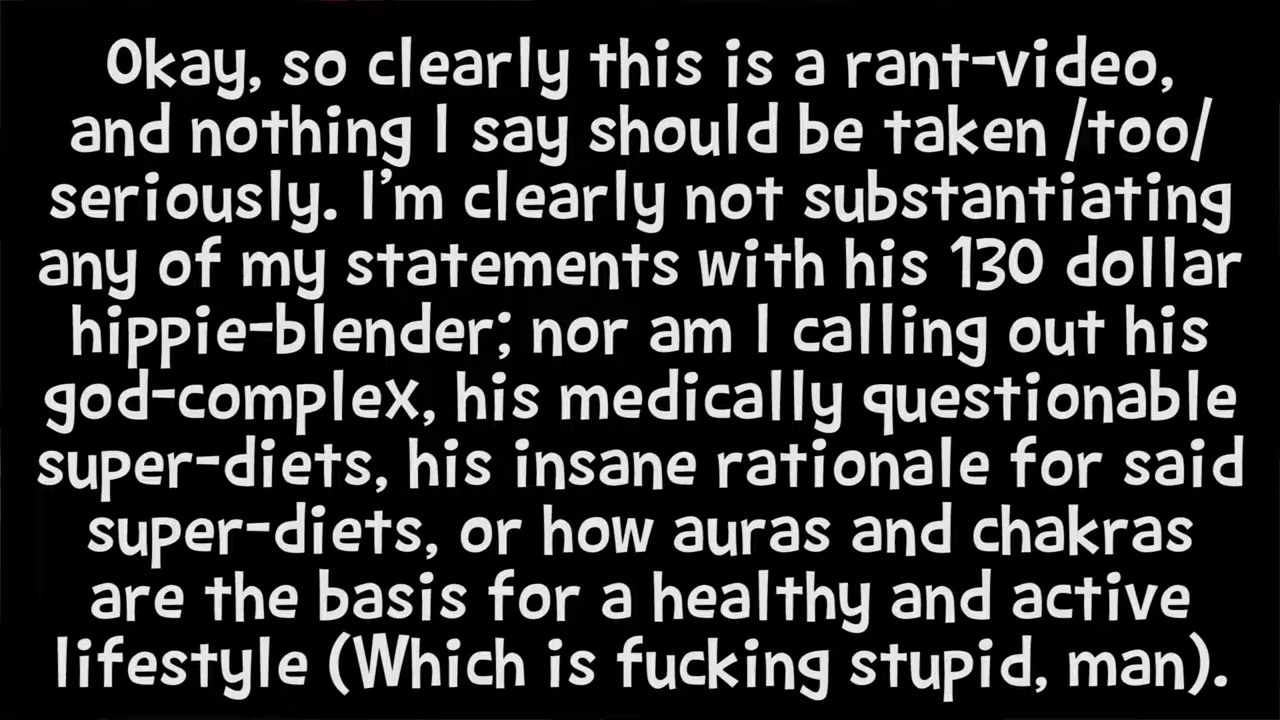 Okay, so clearly this is a rant-video,
and nothing I say should be taken /too/
seriously. I'm clearly not substantiating
any of my statements with his 130 dollar
hippie-blender; nor am I calling out his
god-complex, his medically questionable
super-diets, his insane rationale for said
super-diets, or how auras and chakras
are the basis for a healthy and active
lifestyle (Which is fucking stupid, man).